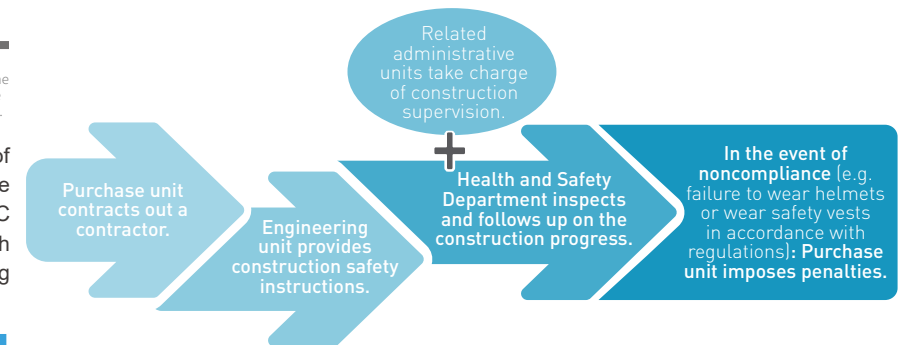 ne
of
e
C
h
g
Related
administrative
units take charge
of construction
supervision.
+
Purchase unit
contracts out a
contractor.
Engineering
unit provides
construction safety
instructions.
Health and Safety
Department inspects
and follows up on the
construction progress.
In the event of
noncompliance (e.g.
failure to wear helmets
or wear safety vests
in accordance with
regulations): Purchase
unit imposes penalties.